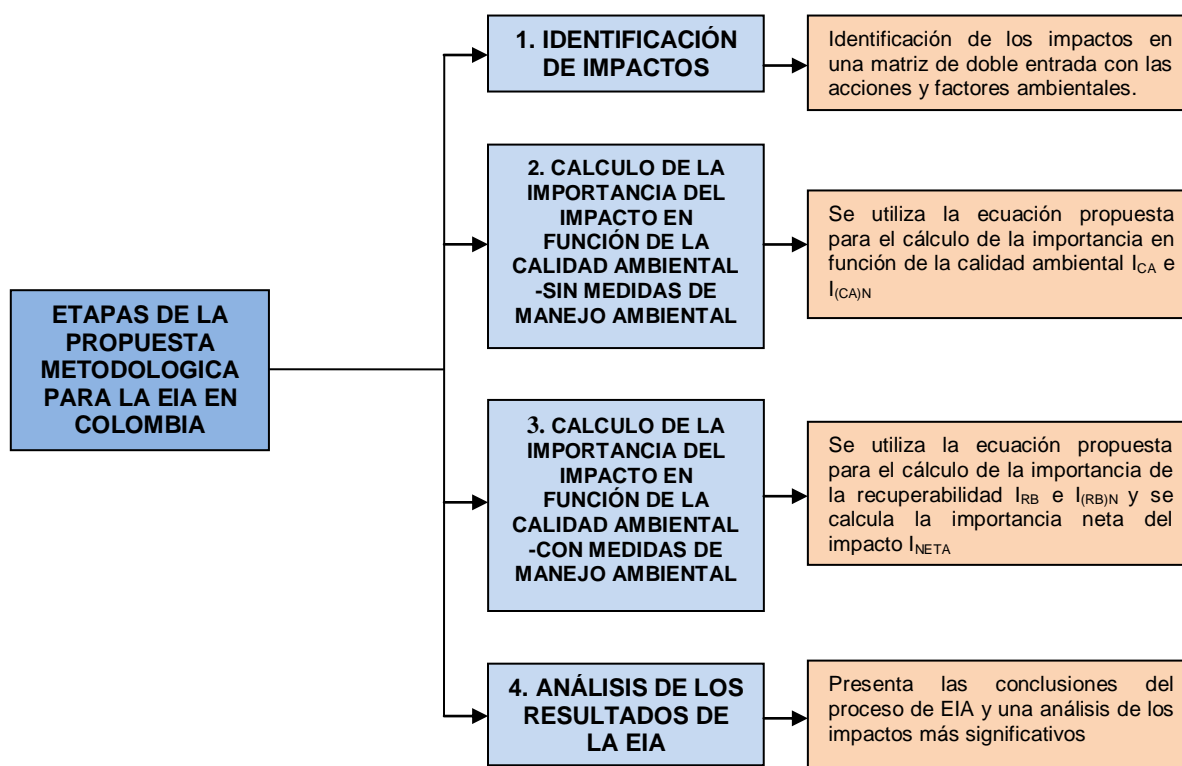 ETAPAS DE LA
PROPUESTA
METODOLOGICA
PARA LA EIA EN
COLOMBIA
1. IDENTIFICACIÓN
DE IMPACTOS
Identificación de los impactos en
una matriz de doble entrada con las
acciones y factores ambientales.
2. CALCULO DE LA
IMPORTANCIA DEL
IMPACTO EN
FUNCIÓN DE LA
CALIDAD AMBIENTAL
-SIN MEDIDAS DE
MANEJO AMBIENTAL
Se utiliza la ecuación propuesta
para el cálculo de la importancia en
función de la calidad ambiental I_CA e
I_(CA)N
3. CALCULO DE LA
IMPORTANCIA DEL
IMPACTO EN
FUNCIÓN DE LA
CALIDAD AMBIENTAL
-CON MEDIDAS DE
MANEJO AMBIENTAL
Se utiliza la ecuación propuesta
para el cálculo de la importancia de
la recuperabilidad I_RB e I_(RB)N y se
calcula la importancia neta del
impacto I_NETA
4. ANÁLISIS DE LOS
RESULTADOS DE
LA EIA
Presenta las conclusiones del
proceso de EIA y una análisis de los
impactos más significativos